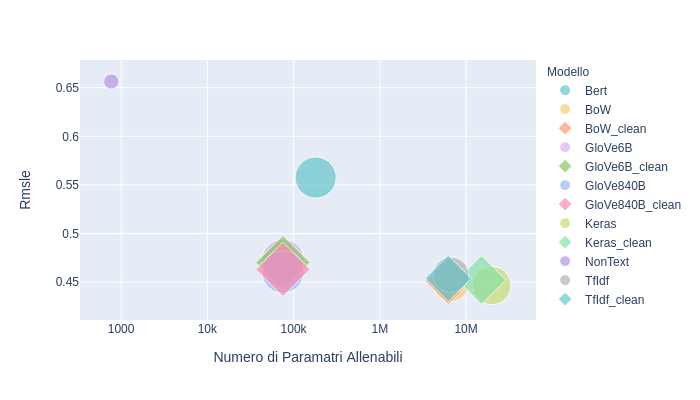 0.65
0.6
0.55
0.5
0.45
Rmsle
1000
10k
100k
1M
10M
Numero di Paramatri Allenabili
Modello
Bert
BoW
BoW_clean
GloVe6B
GloVe6B_clean
GloVe840B
GloVe840B_clean
Keras
Keras_clean
NonText
TfIdf
TfIdf_clean